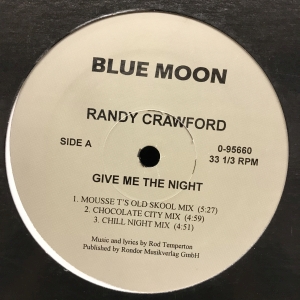 BLUE MOON
RANDY CRAWFORD
SIDE A
0-95660
33 1/3 RPM
GIVE ME THE NIGHT
1. MOUSSE T'S OLD SKOOL MIX (5:27)
2. CHOCOLATE CITY MIX (4:59)
3. CHILL NIGHT MIX (4:51)
Music and lyrics by Rod Temperton
Published by Rondor Musikverlag GmbH